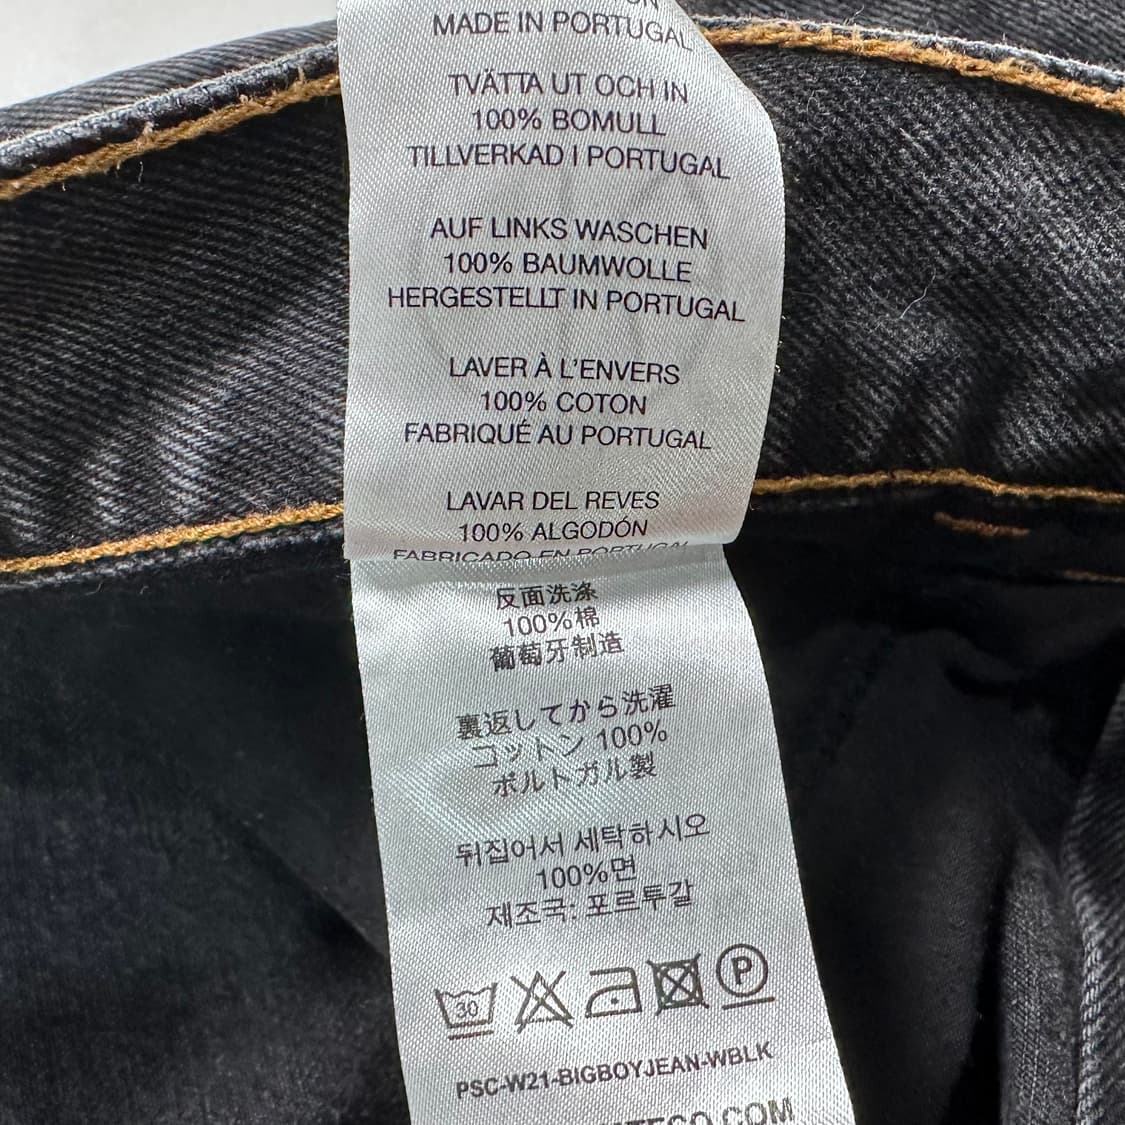 MADE IN PORTUGAL
TVÄTTA UT OCH IN
100% BOMULL
TILLVERKAD I PORTUGAL
AUF LINKS WASCHEN
100% BAUMWOLLE
HERGESTELLT IN PORTUGAL
LAVER À L'ENVERS
100% COTON
FABRIQUÉ AU PORTUGAL
LAVAR DEL REVES
100% ALGODÓN
FABRICADO EN PORTUGAL
反面洗涤
100%棉
葡萄牙制造
裏返してから洗濯
コットン 100%
ポルトガル製
뒤집어서 세탁하시오
100%면
제조국: 포르투갈
30
P
PSC-W21-BIGBOYJEAN-WBLK